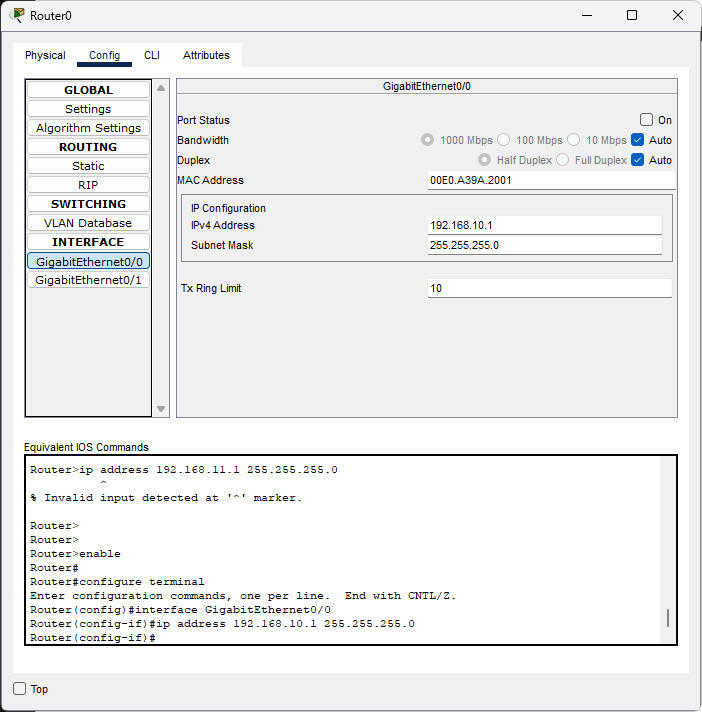 Router0
Physical Config CLI Attributes
GLOBAL
Settings
Algorithm Settings
ROUTING
Static
RIP
SWITCHING
VLAN Database
INTERFACE
GigabitEthernet0/0
GigabitEthernet0/1
GigabitEthernet0/0
Port Status On
Bandwidth 1000 Mbps 100 Mbps 10 Mbps Auto
Duplex Half Duplex Full Duplex Auto
MAC Address 00E0.A39A.2001
IP Configuration
IPv4 Address 192.168.10.1
Subnet Mask 255.255.255.0
Tx Ring Limit 10
Equivalent IOS Commands
Router>ip address 192.168.11.1 255.255.255.0
^
% Invalid input detected at '^' marker.
Router>
Router>
Router>enable
Router#
Router#configure terminal
Enter configuration commands, one per line. End with CNTL/Z.
Router(config)#interface GigabitEthernet0/0
Router(config-if)#ip address 192.168.10.1 255.255.255.0
Router(config-if)#
Top